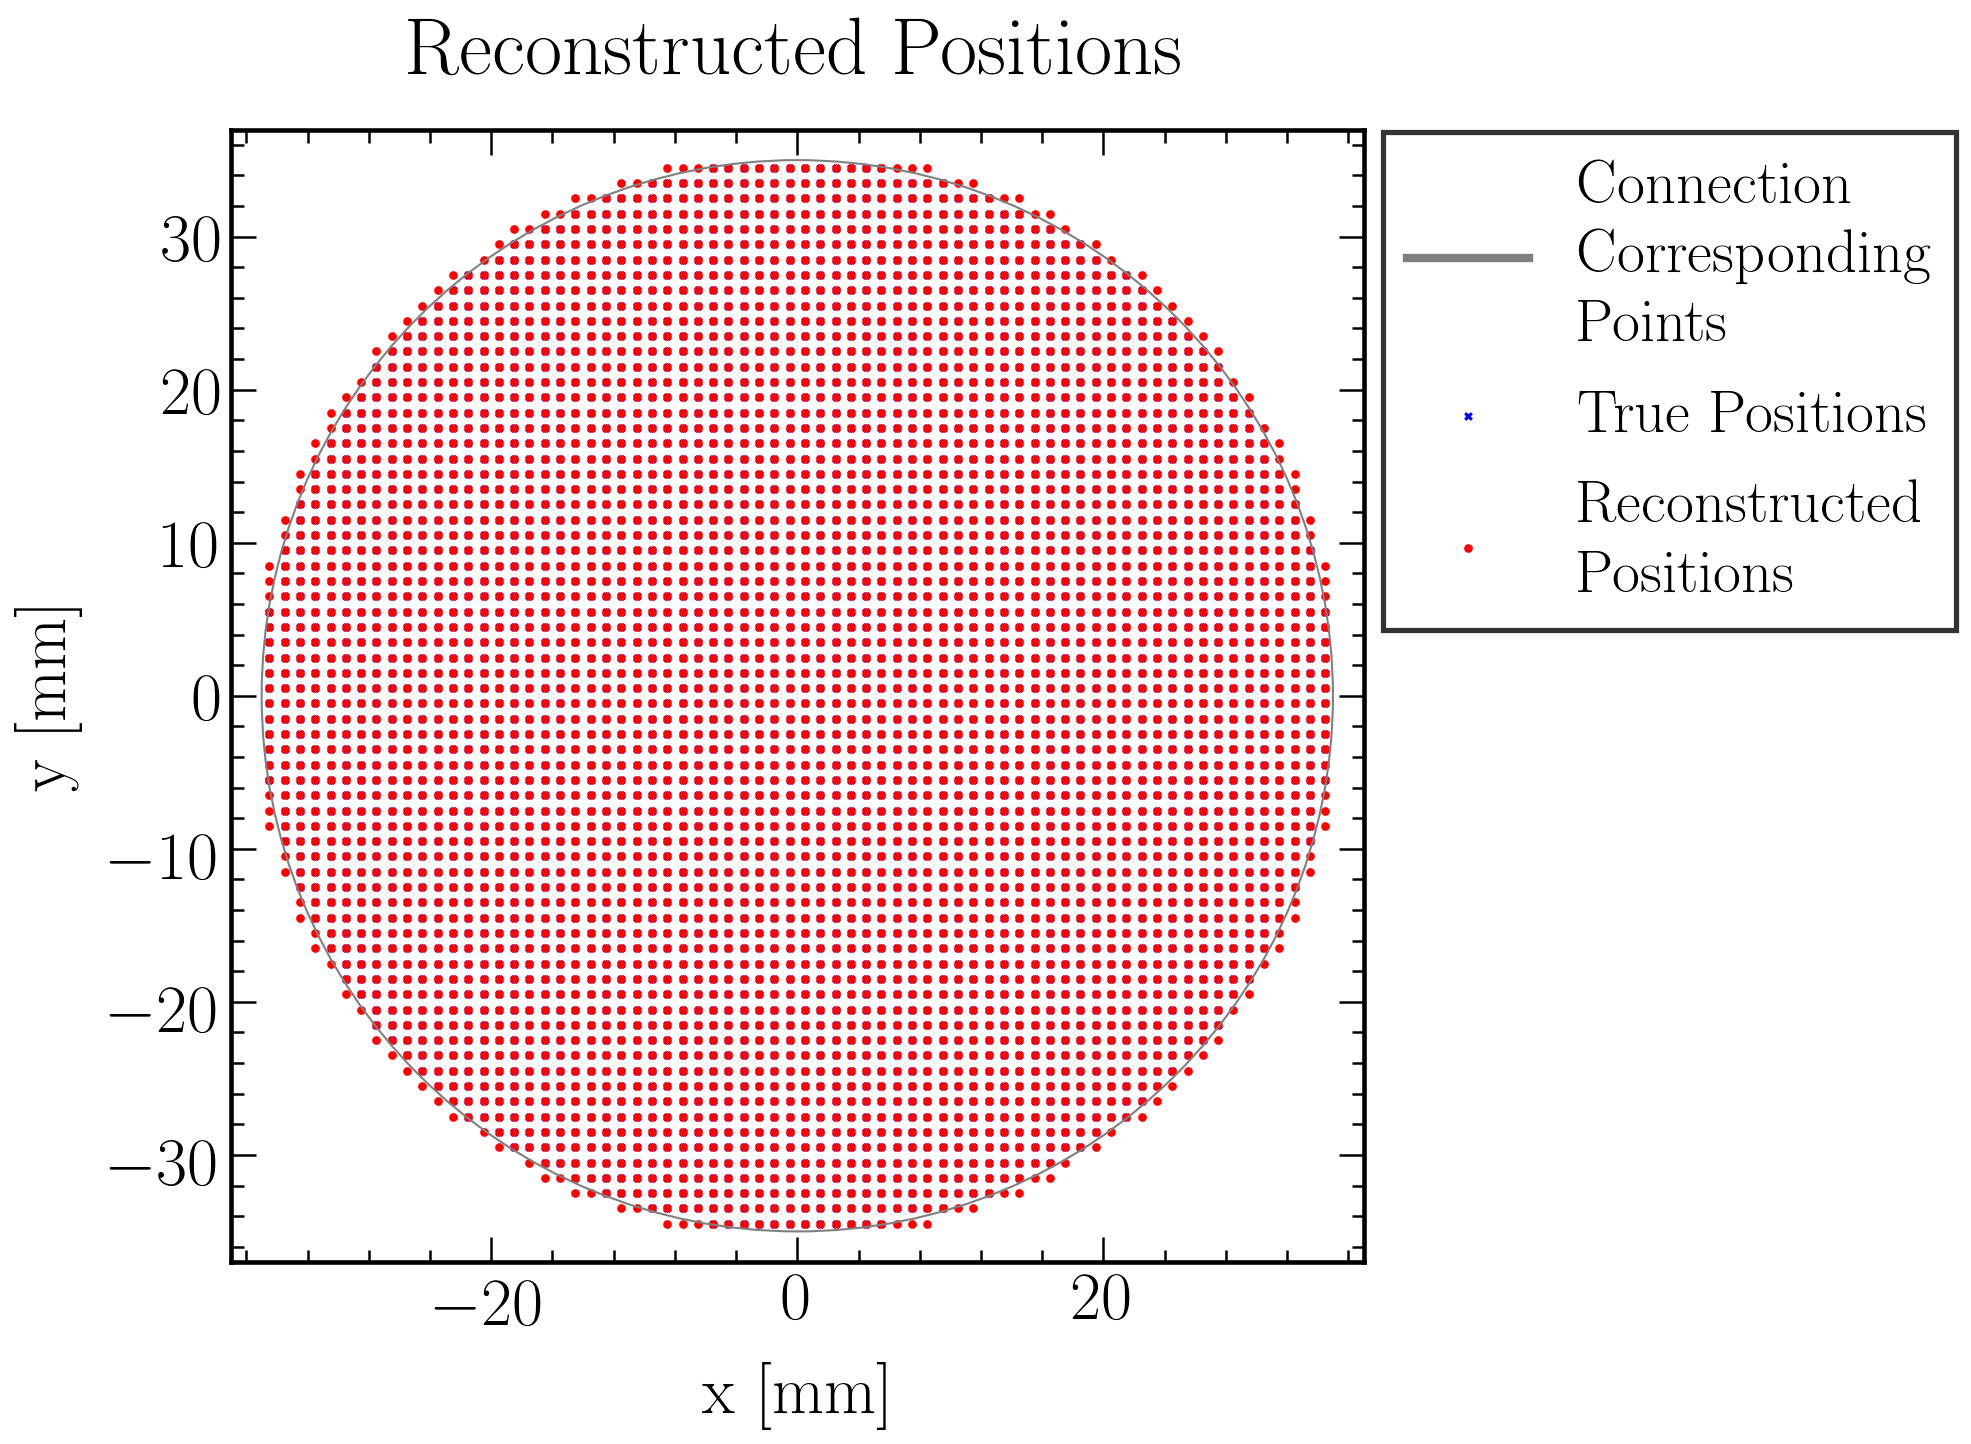 Reconstructed Positions
Connection
Corresponding
Points
True Positions
Reconstructed
Positions
30
20
10
0
−10
−20
−30
y [mm]
−20
0
20
x [mm]